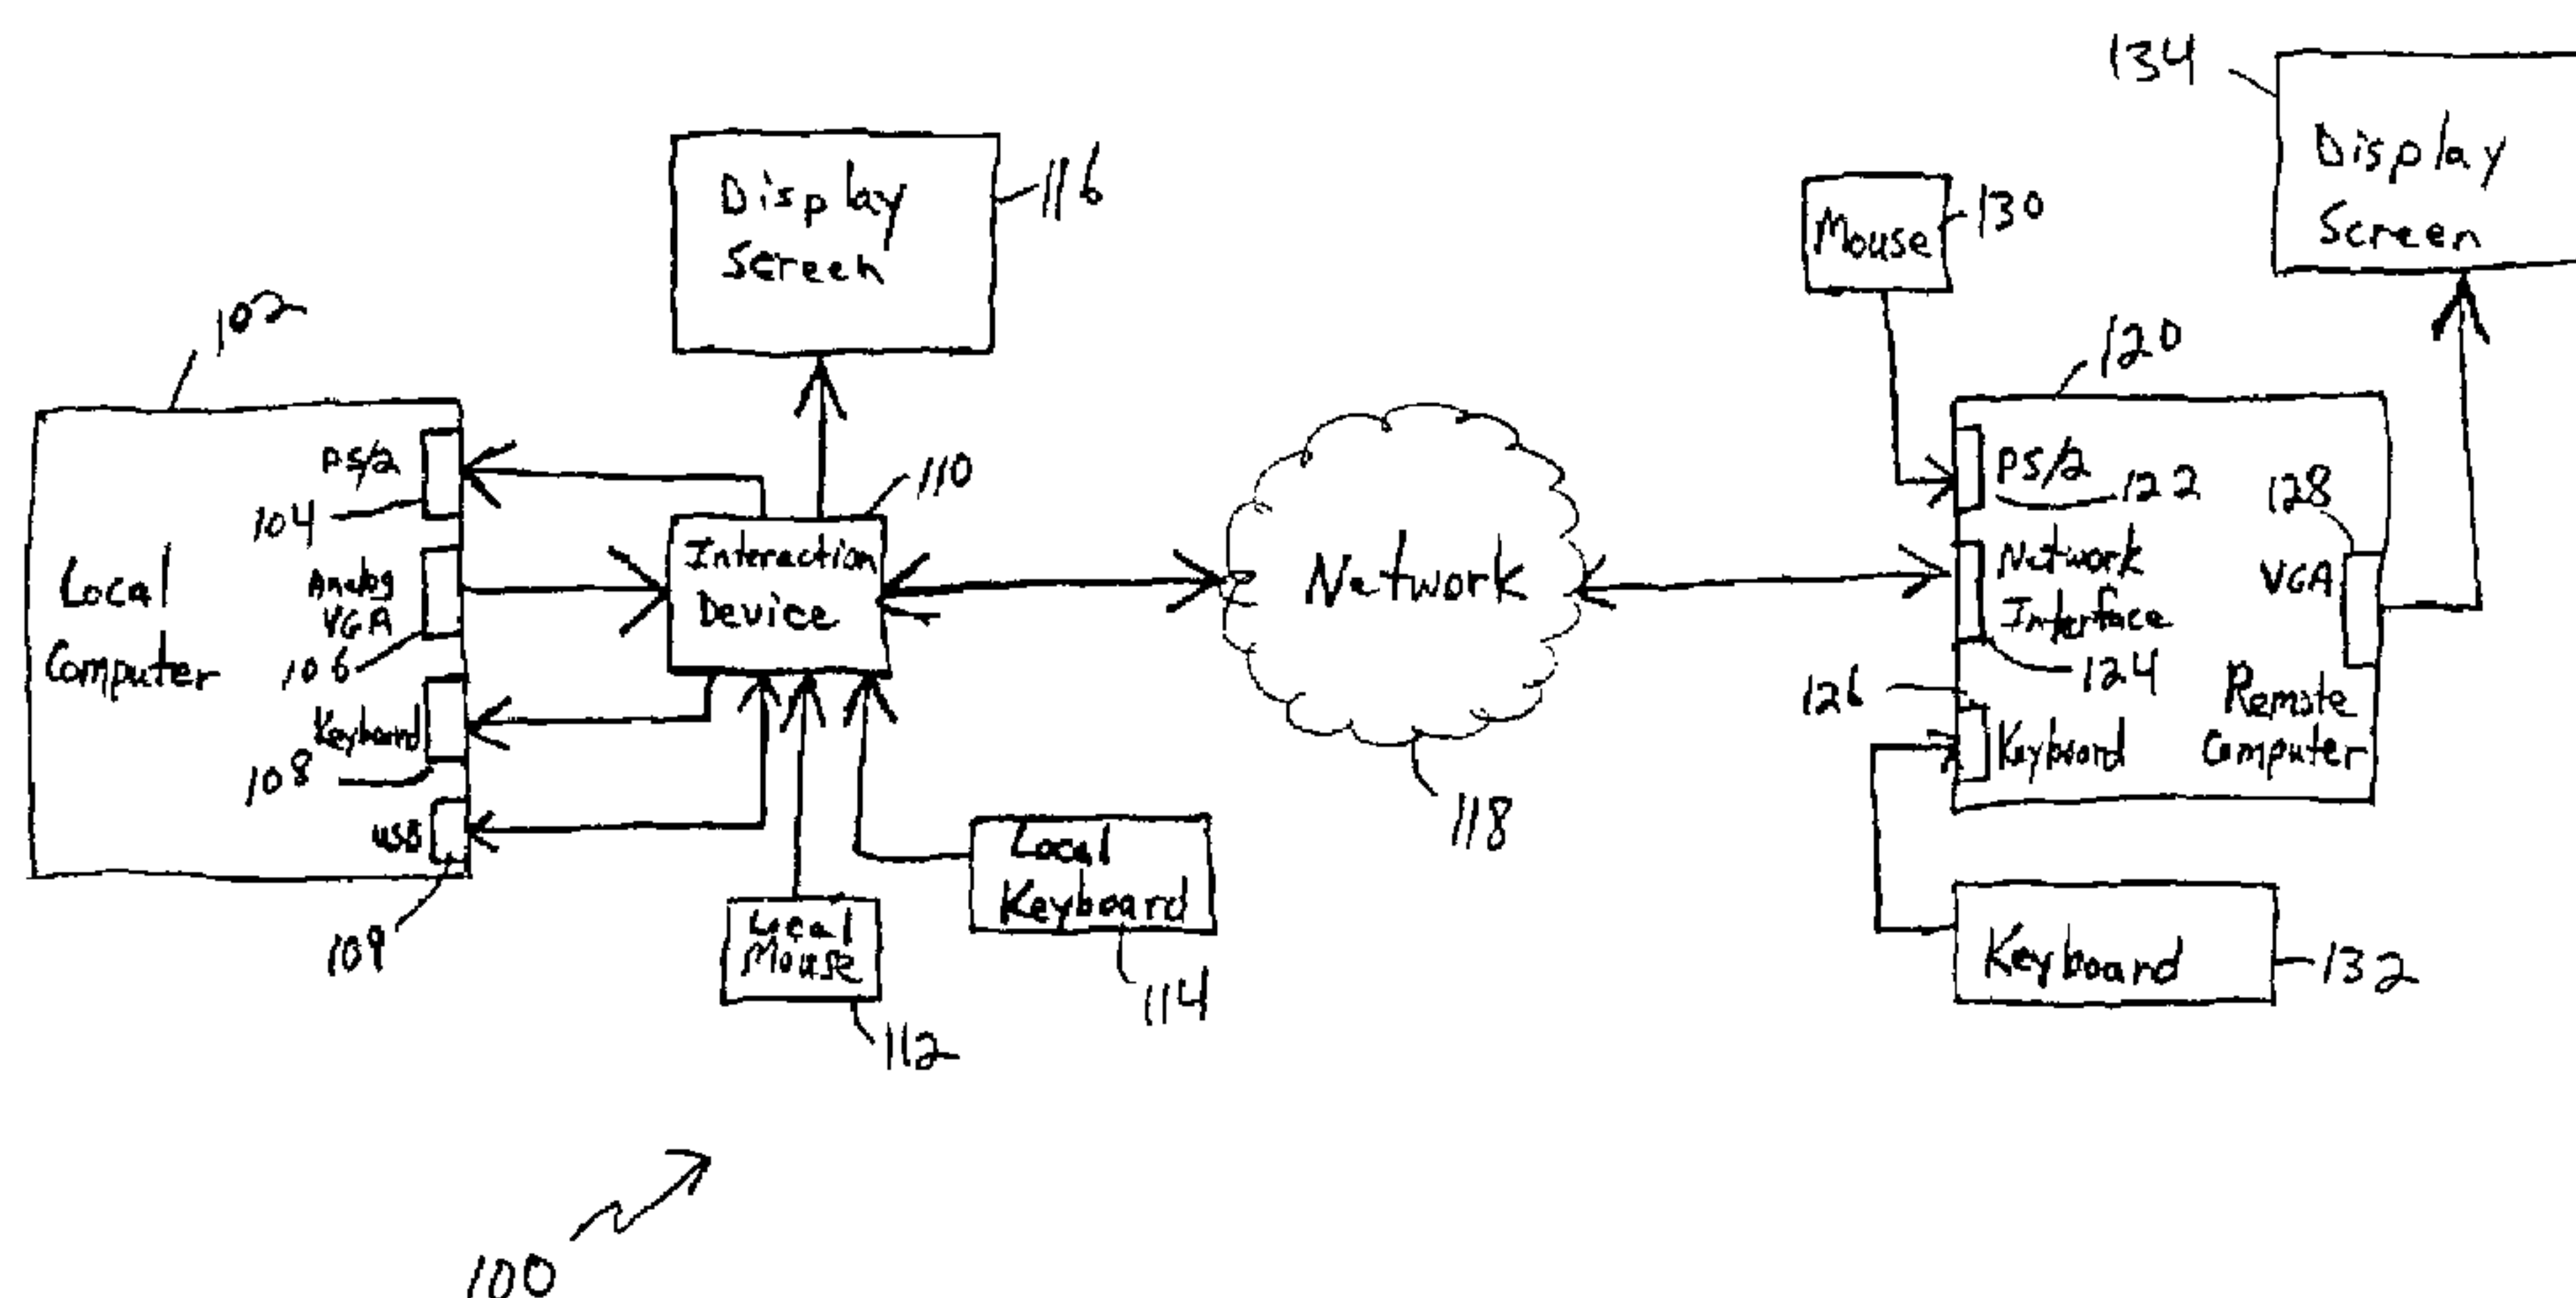 134
Display
Screen
Display
Screen
116
Mouse
130
102
120
PS/2
104
Analog
VGA
106
Local
Computer
Keyboard
108
USB
109
110
Interaction
Device
Network
118
PS/2
122
Network
Interface
124
128
VGA
126
Keyboard
Remote
Computer
Local
Keyboard
114
Local
Mouse
112
Keyboard
132
100